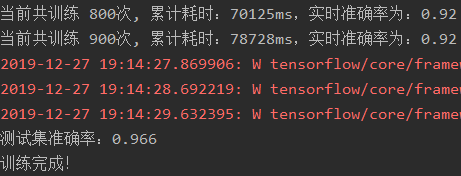 当前共训练 800次, 累计耗时: 70125ms, 实时准确率为: 0.92
当前共训练 900次, 累计耗时: 78728ms, 实时准确率为: 0.92
2019-12-27 19:14:27.869906: W tensorflow/core/frame
2019-12-27 19:14:28.692219: W tensorflow/core/frame
2019-12-27 19:14:29.632395: W tensorflow/core/frame
测试集准确率: 0.966
训练完成!